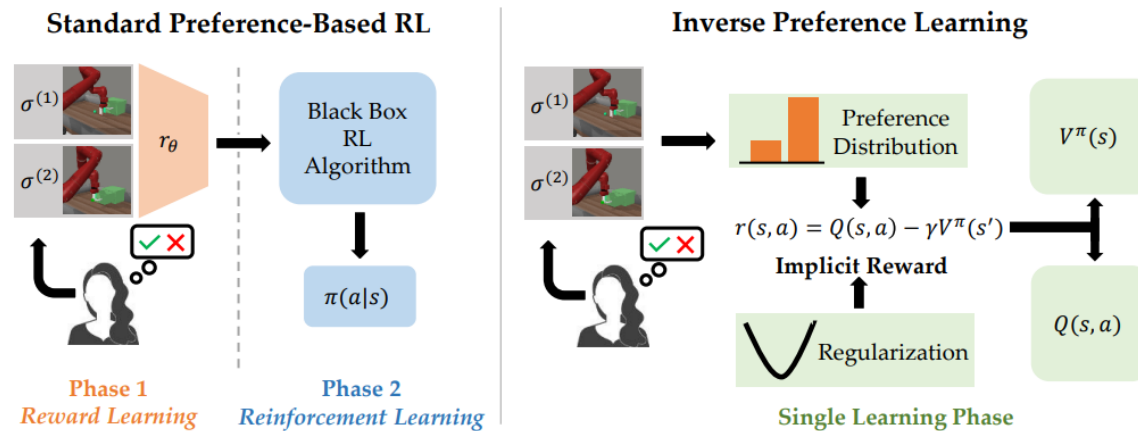 Standard Preference-Based RL
σ⁽¹⁾
σ⁽²⁾
r_θ
Black Box
RL
Algorithm
π(a|s)
Phase 1
Reward Learning
Phase 2
Reinforcement Learning
Inverse Preference Learning
σ⁽¹⁾
σ⁽²⁾
Preference
Distribution
r(s, a) = Q(s, a) − γV^π(s′)
Implicit Reward
Regularization
V^π(s)
Q(s, a)
Single Learning Phase